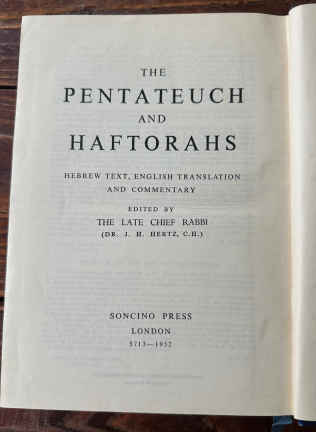 THE
PENTATEUCH
AND
HAFTORAHS
HEBREW TEXT, ENGLISH TRANSLATION
AND COMMENTARY
EDITED BY
THE LATE CHIEF RABBI
(DR. J. H. HERTZ, C.H.)
SONCINO PRESS
LONDON
5713—1952